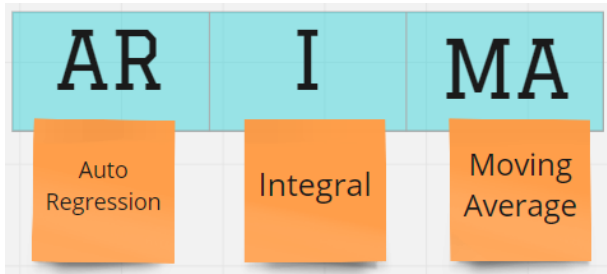 AR I MA
Auto
Regression
Integral
Moving
Average